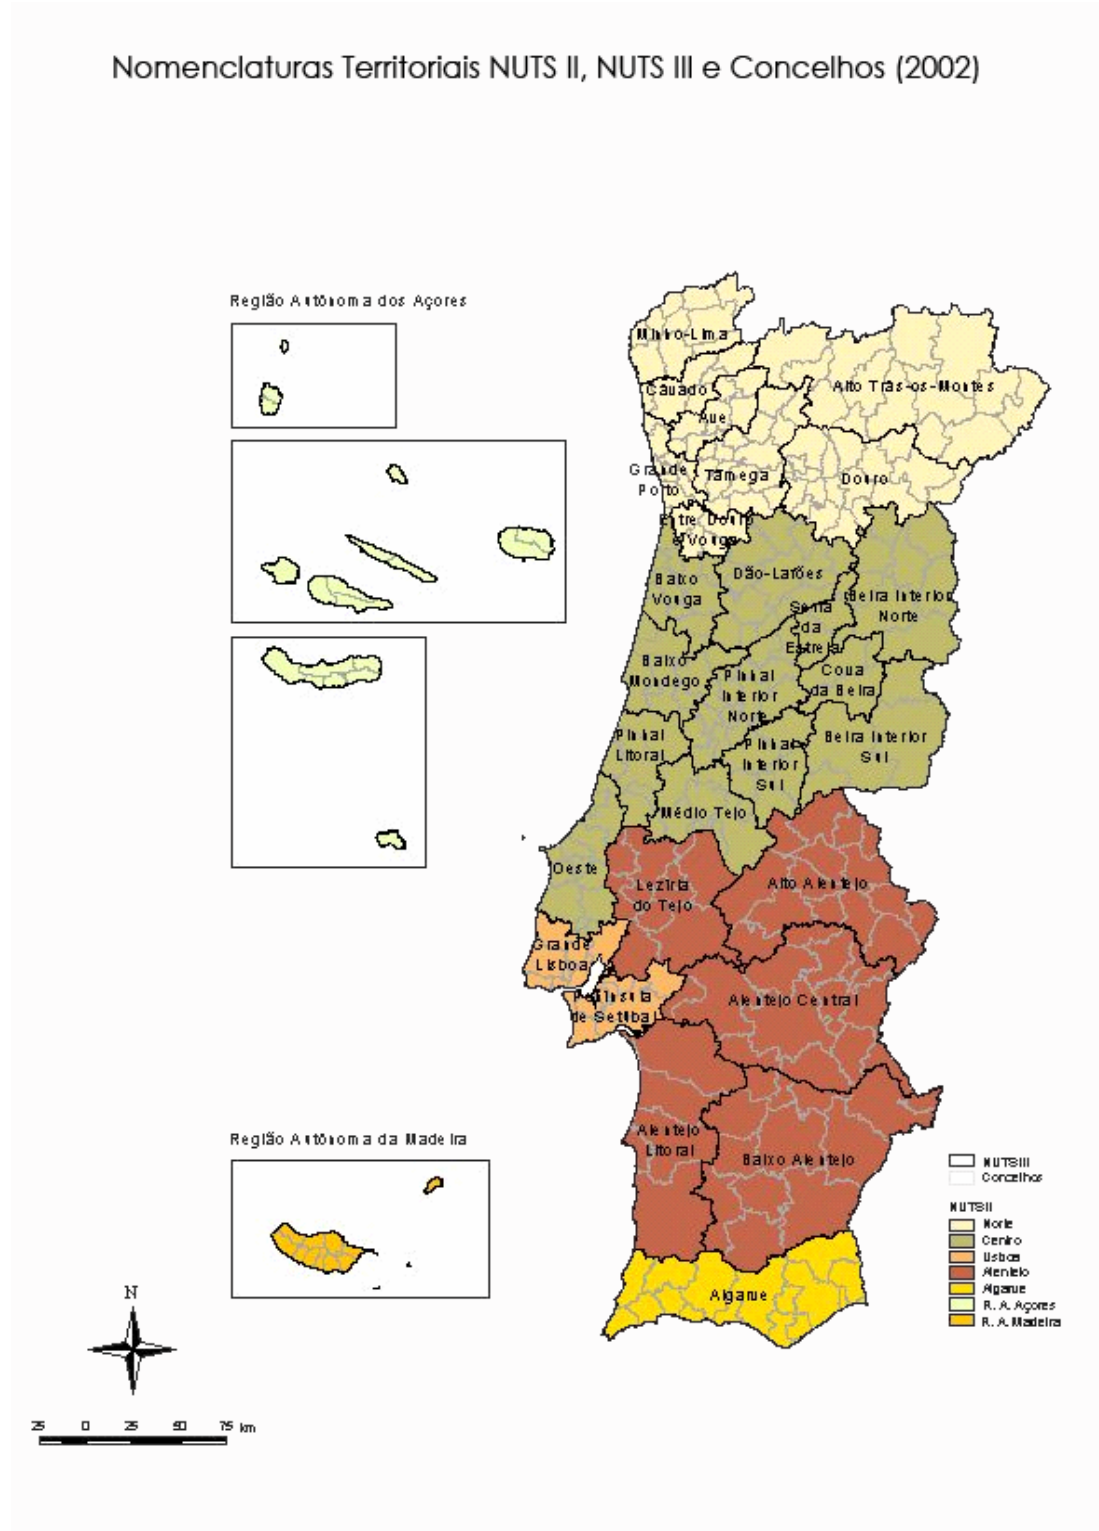 Nomenclaturas Territoriais NUTS II, NUTS III e Concelhos (2002)
Região Autónoma dos Açores
Minho-Lima
Alto Trás-os-Montes
Cávado
Ave
Grande
Porto
Tâmega
Douro
Entre Douro
e Vouga
Dão-Lafões
Baixo
Vouga
Beira Interior
Norte
Serra
da
Estrela
Baixo
Mondego
Cova
da Beira
Pinhal
Interior
Norte
Pinhal
Litoral
Beira Interior
Sul
Pinhal
Interior
Sul
Médio Tejo
Oeste
Lezíria
do Tejo
Alto Alentejo
Grande
Lisboa
Península
de Setúbal
Alentejo Central
Alentejo
Litoral
Baixo Alentejo
Algarve
Região Autónoma da Madeira
NUTSIII
Concelhos
NUTSII
Norte
Centro
Lisboa
Alentejo
Algarve
R. A. Açores
R. A. Madeira
N
25 0 25 50 75 km